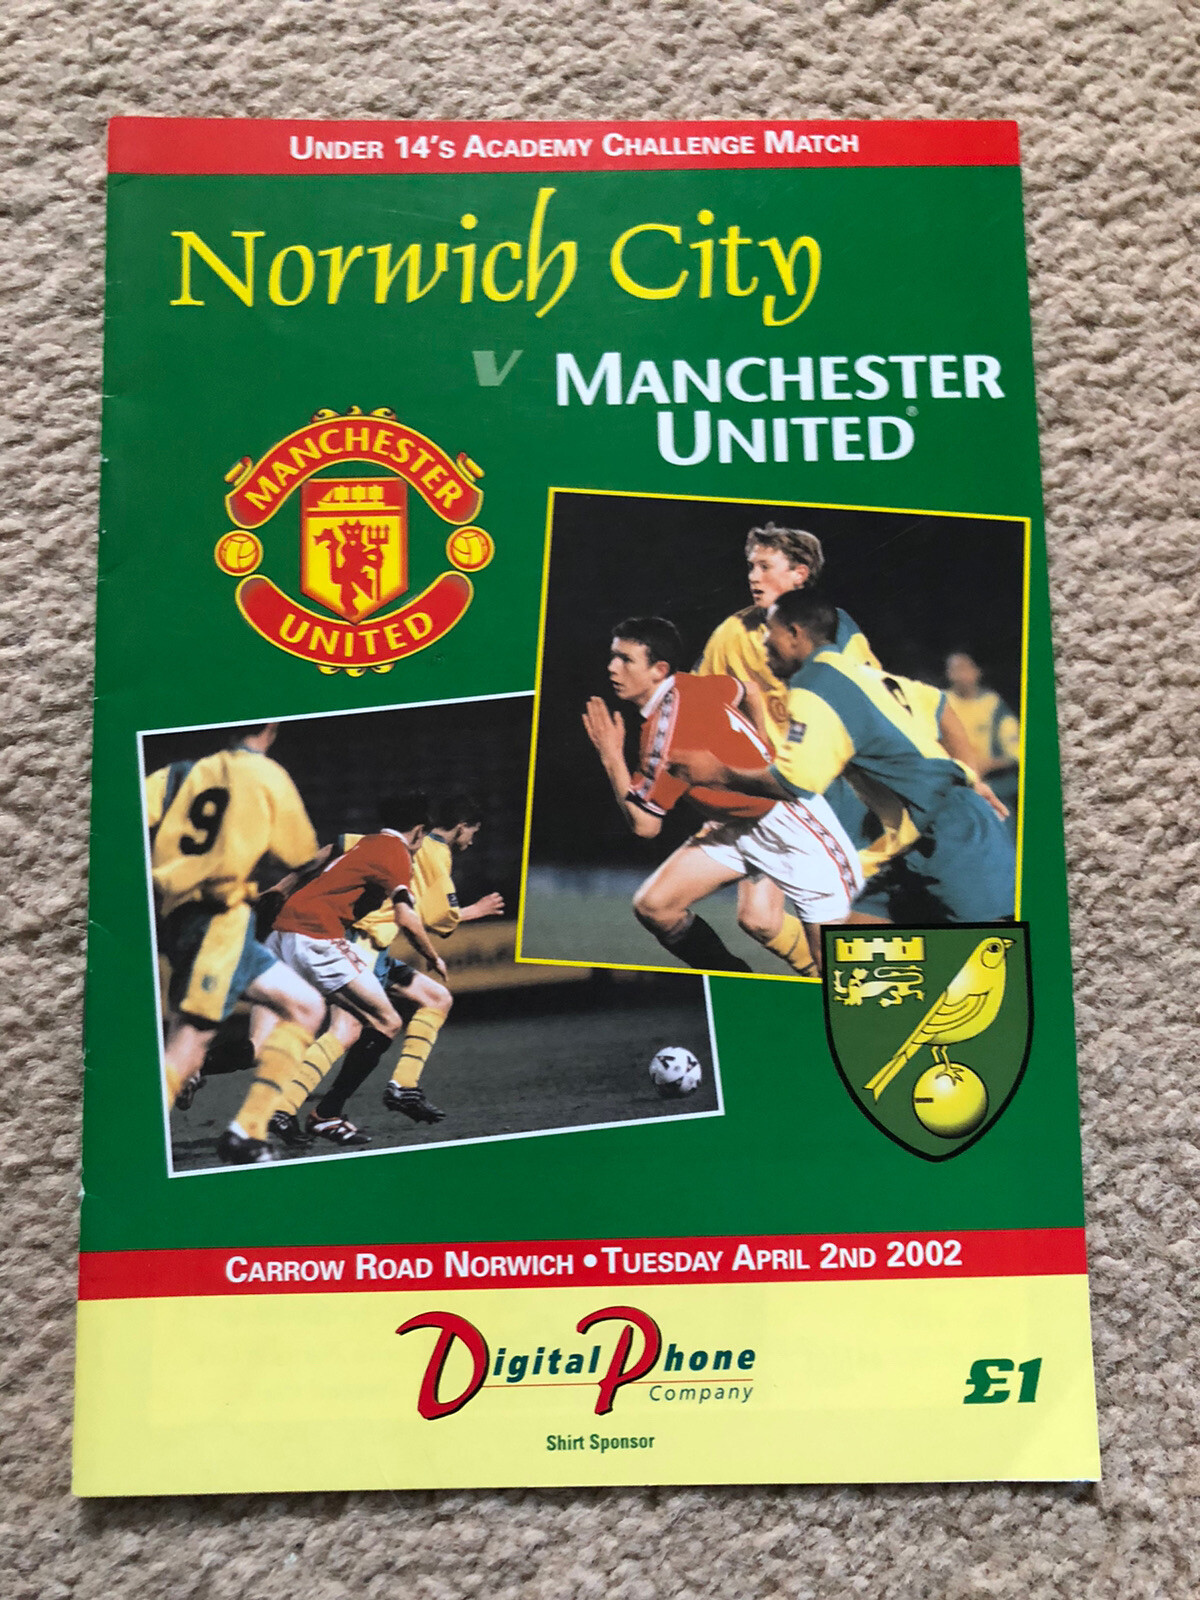 UNDER 14'S ACADEMY CHALLENGE MATCH
Norwich City
v MANCHESTER
UNITED®
MANCHESTER
UNITED
9
CARROW ROAD NORWICH • TUESDAY APRIL 2ND 2002
Digital Phone
Company
£1
Shirt Sponsor